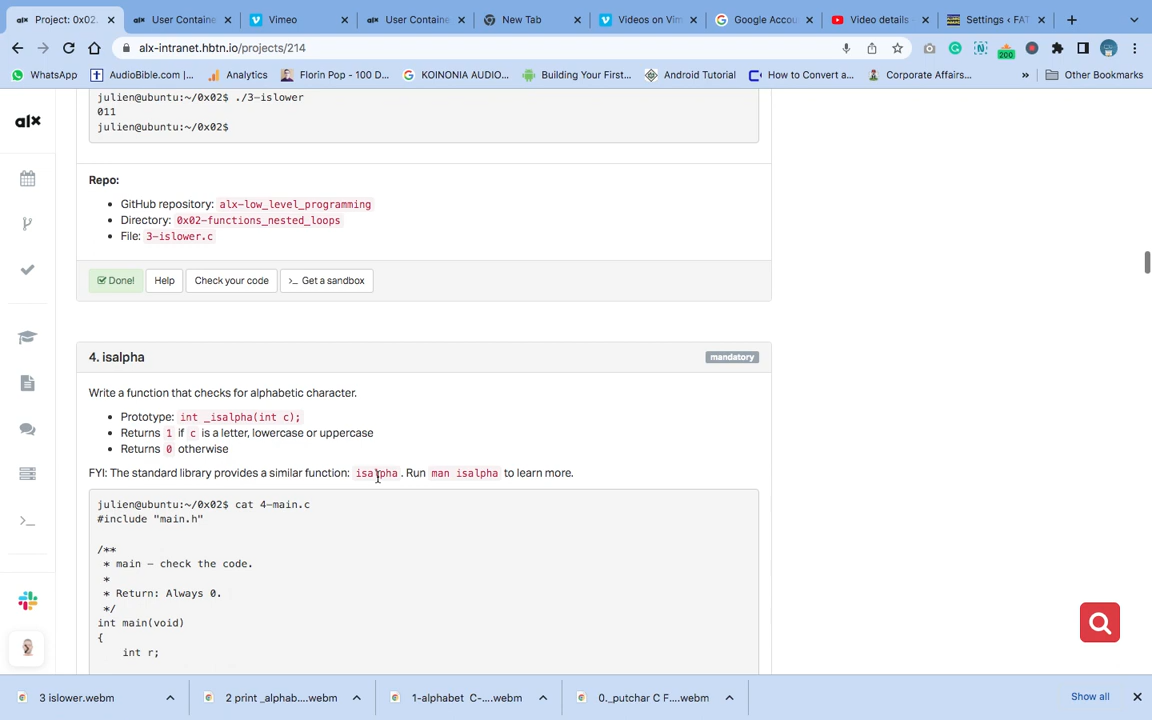 Project: 0x02.
User Containe
Vimeo
User Containe
New Tab
Videos on Vim
Google Accou
Video details -
Settings < FAT
alx-intranet.hbtn.io/projects/214
200
WhatsApp
AudioBible.com |...
Analytics
Florin Pop - 100 D...
KOINONIA AUDIO...
Building Your First...
Android Tutorial
How to Convert a...
Corporate Affairs...
»
Other Bookmarks
alx
julien@ubuntu:~/0x02$ ./3-islower
011
julien@ubuntu:~/0x02$
Repo:
• GitHub repository: alx-low_level_programming
• Directory: 0x02-functions_nested_loops
• File: 3-islower.c
Done!
Help
Check your code
>_ Get a sandbox
4. isalpha
mandatory
Write a function that checks for alphabetic character.
• Prototype: int _isalpha(int c);
• Returns 1 if c is a letter, lowercase or uppercase
• Returns 0 otherwise
FYI: The standard library provides a similar function: isalpha. Run man isalpha to learn more.
julien@ubuntu:~/0x02$ cat 4-main.c
#include "main.h"
/**
* main - check the code.
*
* Return: Always 0.
*/
int main(void)
{
int r;
3 islower.webm
2 print _alphab....webm
1-alphabet C-....webm
0._putchar C F....webm
Show all